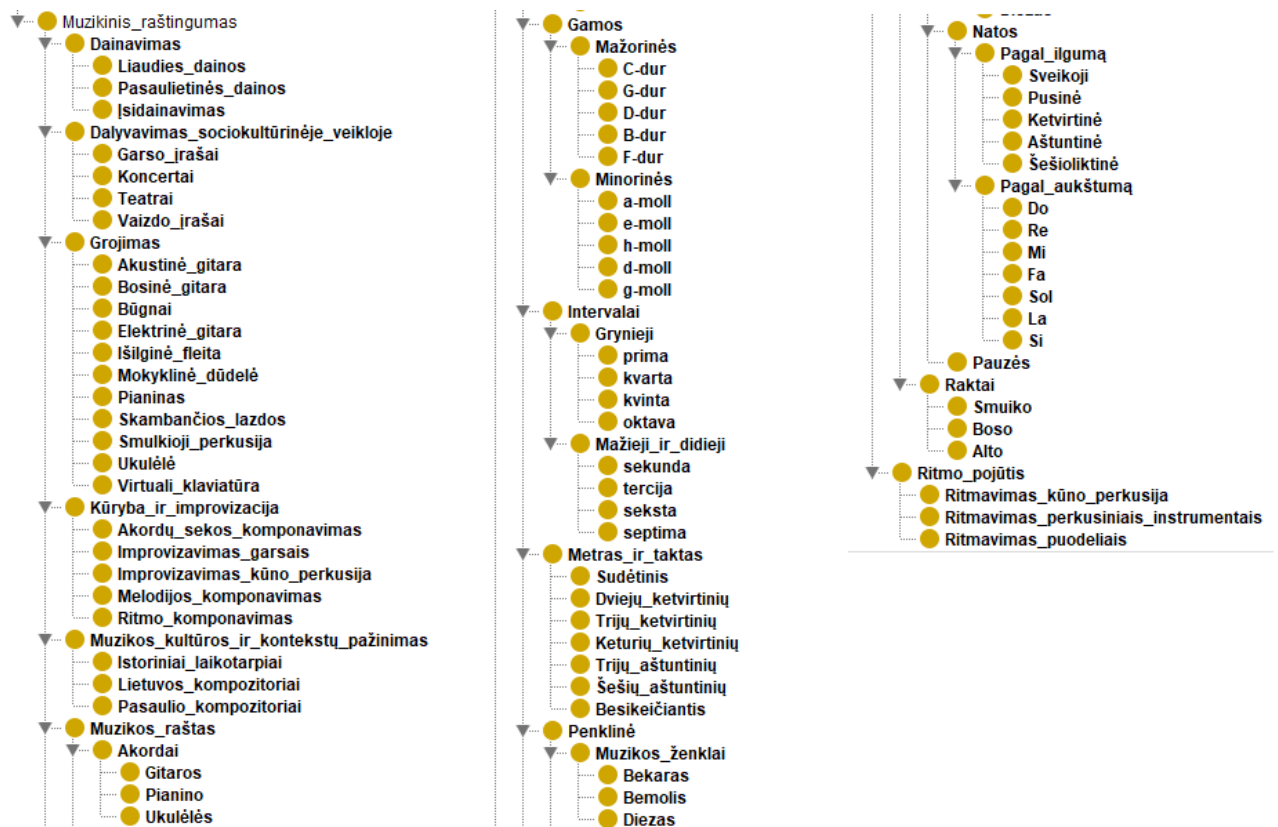 Muzikinis_raštingumas
Dainavimas
Liaudies_dainos
Pasaulietinės_dainos
Įsidainavimas
Dalyvavimas_sociokultūrinėje_veikloje
Garso_įrašai
Koncertai
Teatrai
Vaizdo_įrašai
Grojimas
Akustinė_gitara
Bosinė_gitara
Būgnai
Elektrinė_gitara
Išilginė_fleita
Mokyklinė_dūdelė
Pianinas
Skambančios_lazdos
Smulkioji_perkusija
Ukulėlė
Virtuali_klaviatūra
Kūryba_ir_improvizacija
Akordų_sekos_komponavimas
Improvizavimas_garsais
Improvizavimas_kūno_perkusija
Melodijos_komponavimas
Ritmo_komponavimas
Muzikos_kultūros_ir_kontekstų_pažinimas
Istoriniai_laikotarpiai
Lietuvos_kompozitoriai
Pasaulio_kompozitoriai
Muzikos_raštas
Akordai
Gitaros
Pianino
Ukulėlės
Gamos
Mažorinės
C-dur
G-dur
D-dur
B-dur
F-dur
Minorinės
a-moll
e-moll
h-moll
d-moll
g-moll
Intervalai
Grynieji
prima
kvarta
kvinta
oktava
Mažieji_ir_didieji
sekunda
tercija
seksta
septima
Metras_ir_taktas
Sudėtinis
Dviejų_ketvirtinių
Trijų_ketvirtinių
Keturių_ketvirtinių
Trijų_aštuntinių
Šešių_aštuntinių
Besikeičiantis
Penklinė
Muzikos_ženklai
Bekaras
Bemolis
Diezas
Natos
Pagal_ilgumą
Sveikoji
Pusinė
Ketvirtinė
Aštuntinė
Šešioliktinė
Pagal_aukštumą
Do
Re
Mi
Fa
Sol
La
Si
Pauzės
Raktai
Smuiko
Boso
Alto
Ritmo_pojūtis
Ritmavimas_kūno_perkusija
Ritmavimas_perkusiniais_instrumentais
Ritmavimas_puodeliais